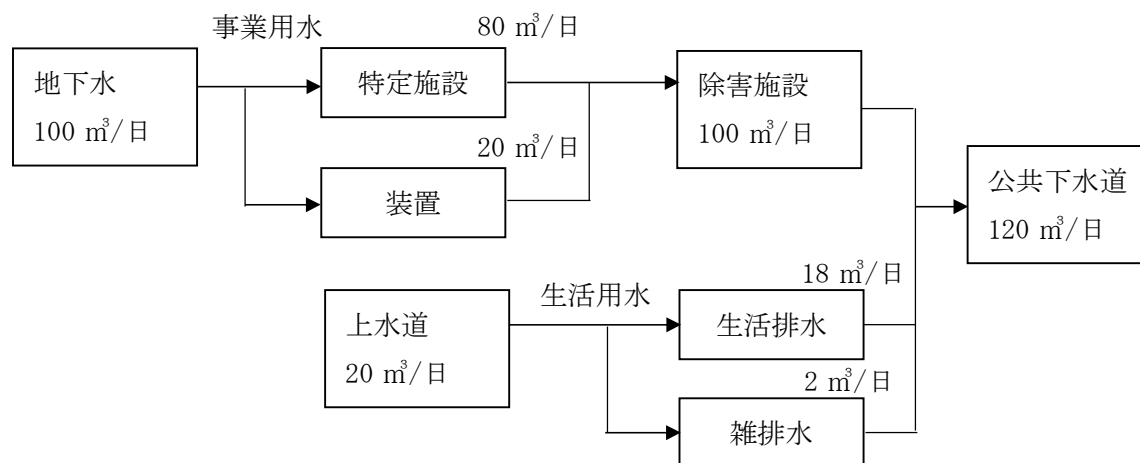 事業用水
80 ㎥/日
地下水
100 ㎥/日
特定施設
除害施設
100 ㎥/日
20 ㎥/日
装置
公共下水道
120 ㎥/日
18 ㎥/日
生活用水
上水道
20 ㎥/日
生活排水
2 ㎥/日
雑排水